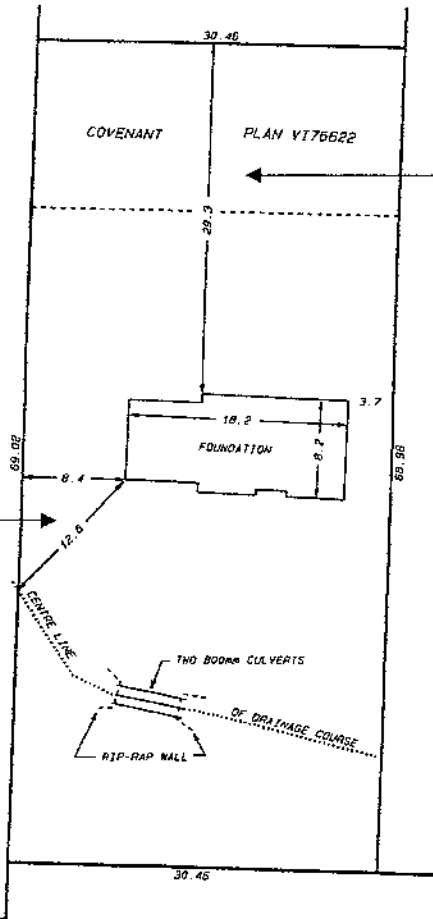 30.46
COVENANT PLAN VI76622
29.3
3.7
18.2
FOUNDATION
8.2
69.02
68.98
8.4
12.6
CENTRE LINE
TWO 800mm CULVERTS
OF DRAINAGE COURSE
RIP-RAP WALL
30.46